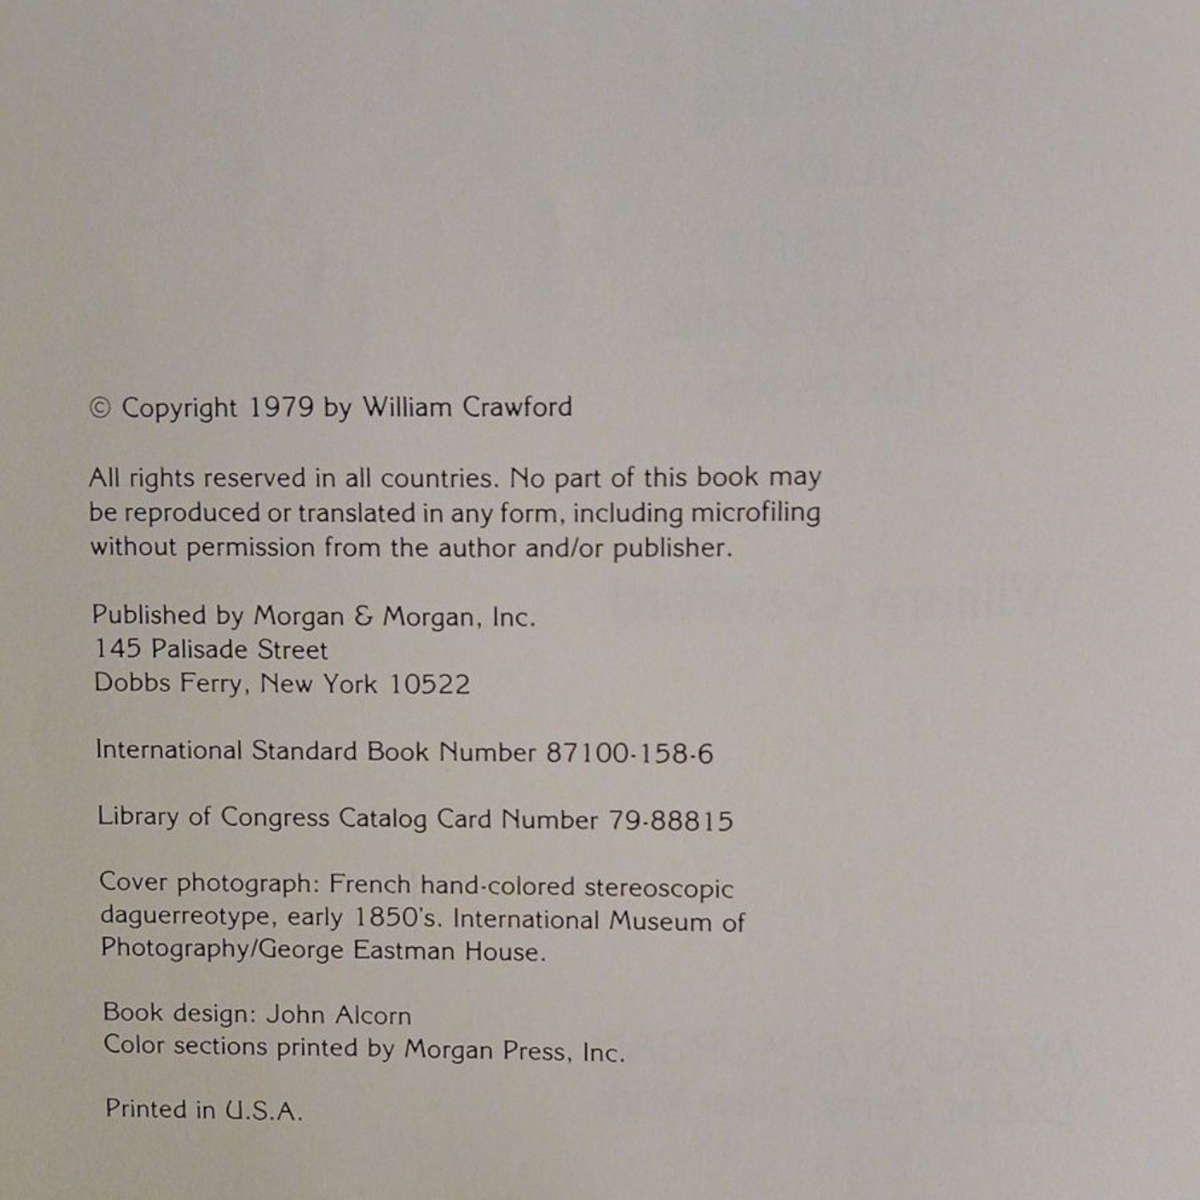 © Copyright 1979 by William Crawford
All rights reserved in all countries. No part of this book may
be reproduced or translated in any form, including microfiling
without permission from the author and/or publisher.
Published by Morgan & Morgan, Inc.
145 Palisade Street
Dobbs Ferry, New York 10522
International Standard Book Number 87100-158-6
Library of Congress Catalog Card Number 79-88815
Cover photograph: French hand-colored stereoscopic
daguerreotype, early 1850's. International Museum of
Photography/George Eastman House.
Book design: John Alcorn
Color sections printed by Morgan Press, Inc.
Printed in U.S.A.